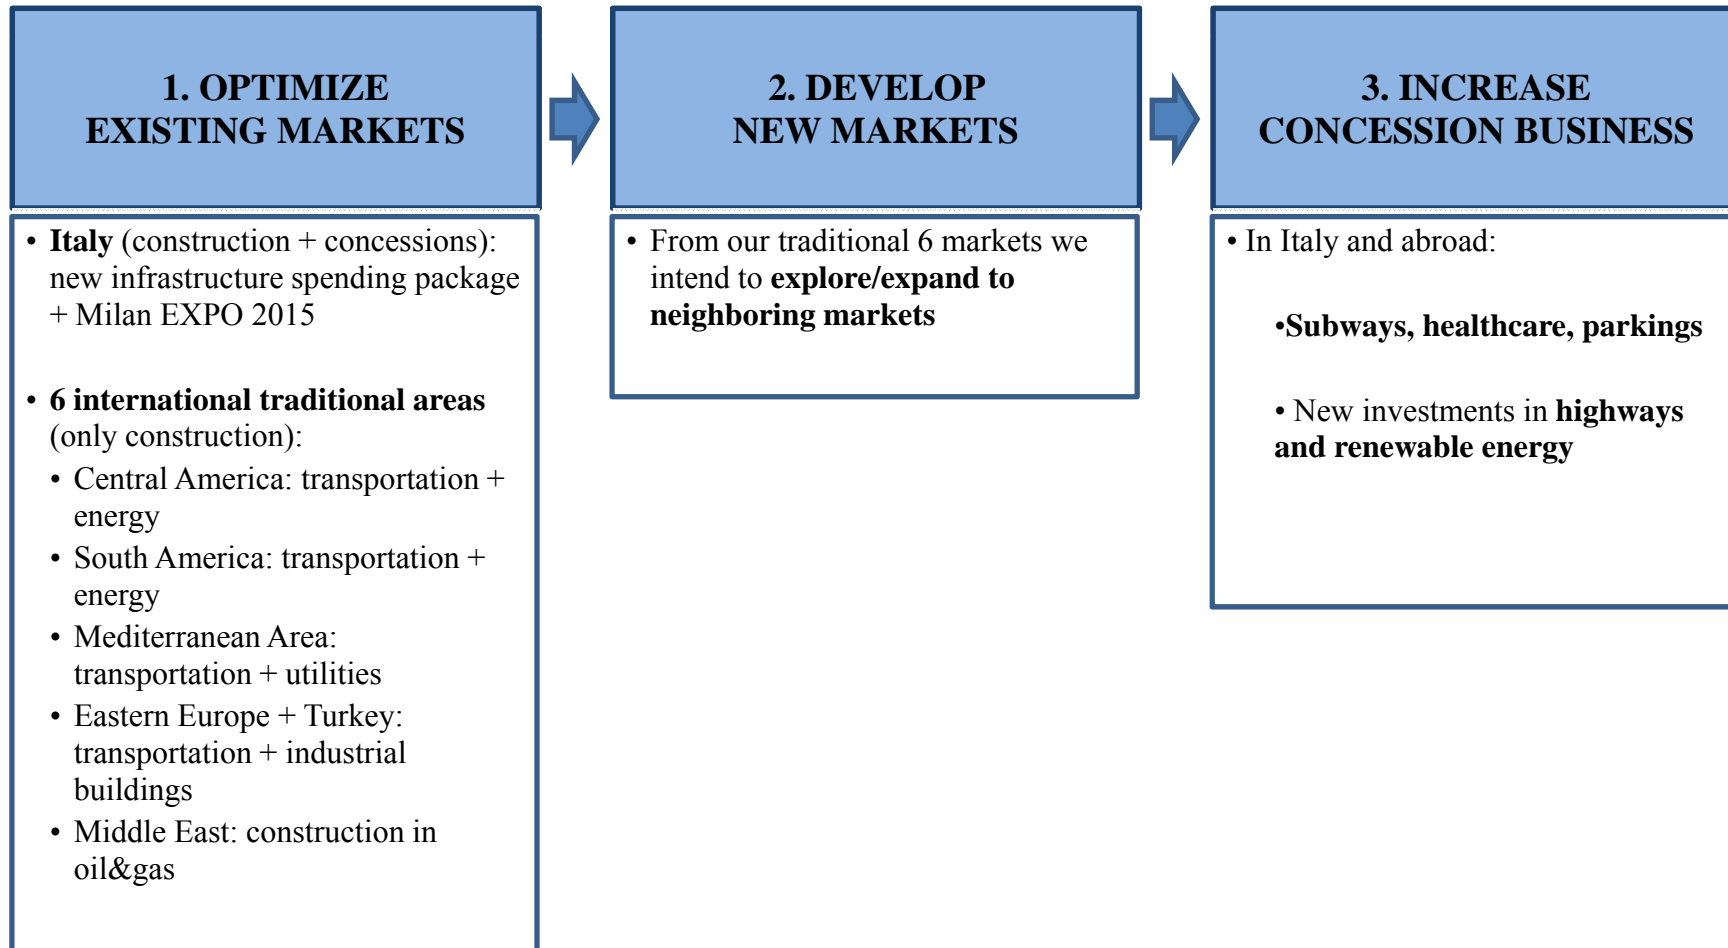 1. OPTIMIZE
EXISTING MARKETS
• Italy (construction + concessions):
new infrastructure spending package
+ Milan EXPO 2015
• 6 international traditional areas
(only construction):
• Central America: transportation +
energy
• South America: transportation +
energy
• Mediterranean Area:
transportation + utilities
• Eastern Europe + Turkey:
transportation + industrial
buildings
• Middle East: construction in
oil&gas
2. DEVELOP
NEW MARKETS
• From our traditional 6 markets we
intend to explore/expand to
neighboring markets
3. INCREASE
CONCESSION BUSINESS
• In Italy and abroad:
•Subways, healthcare, parkings
• New investments in highways
and renewable energy